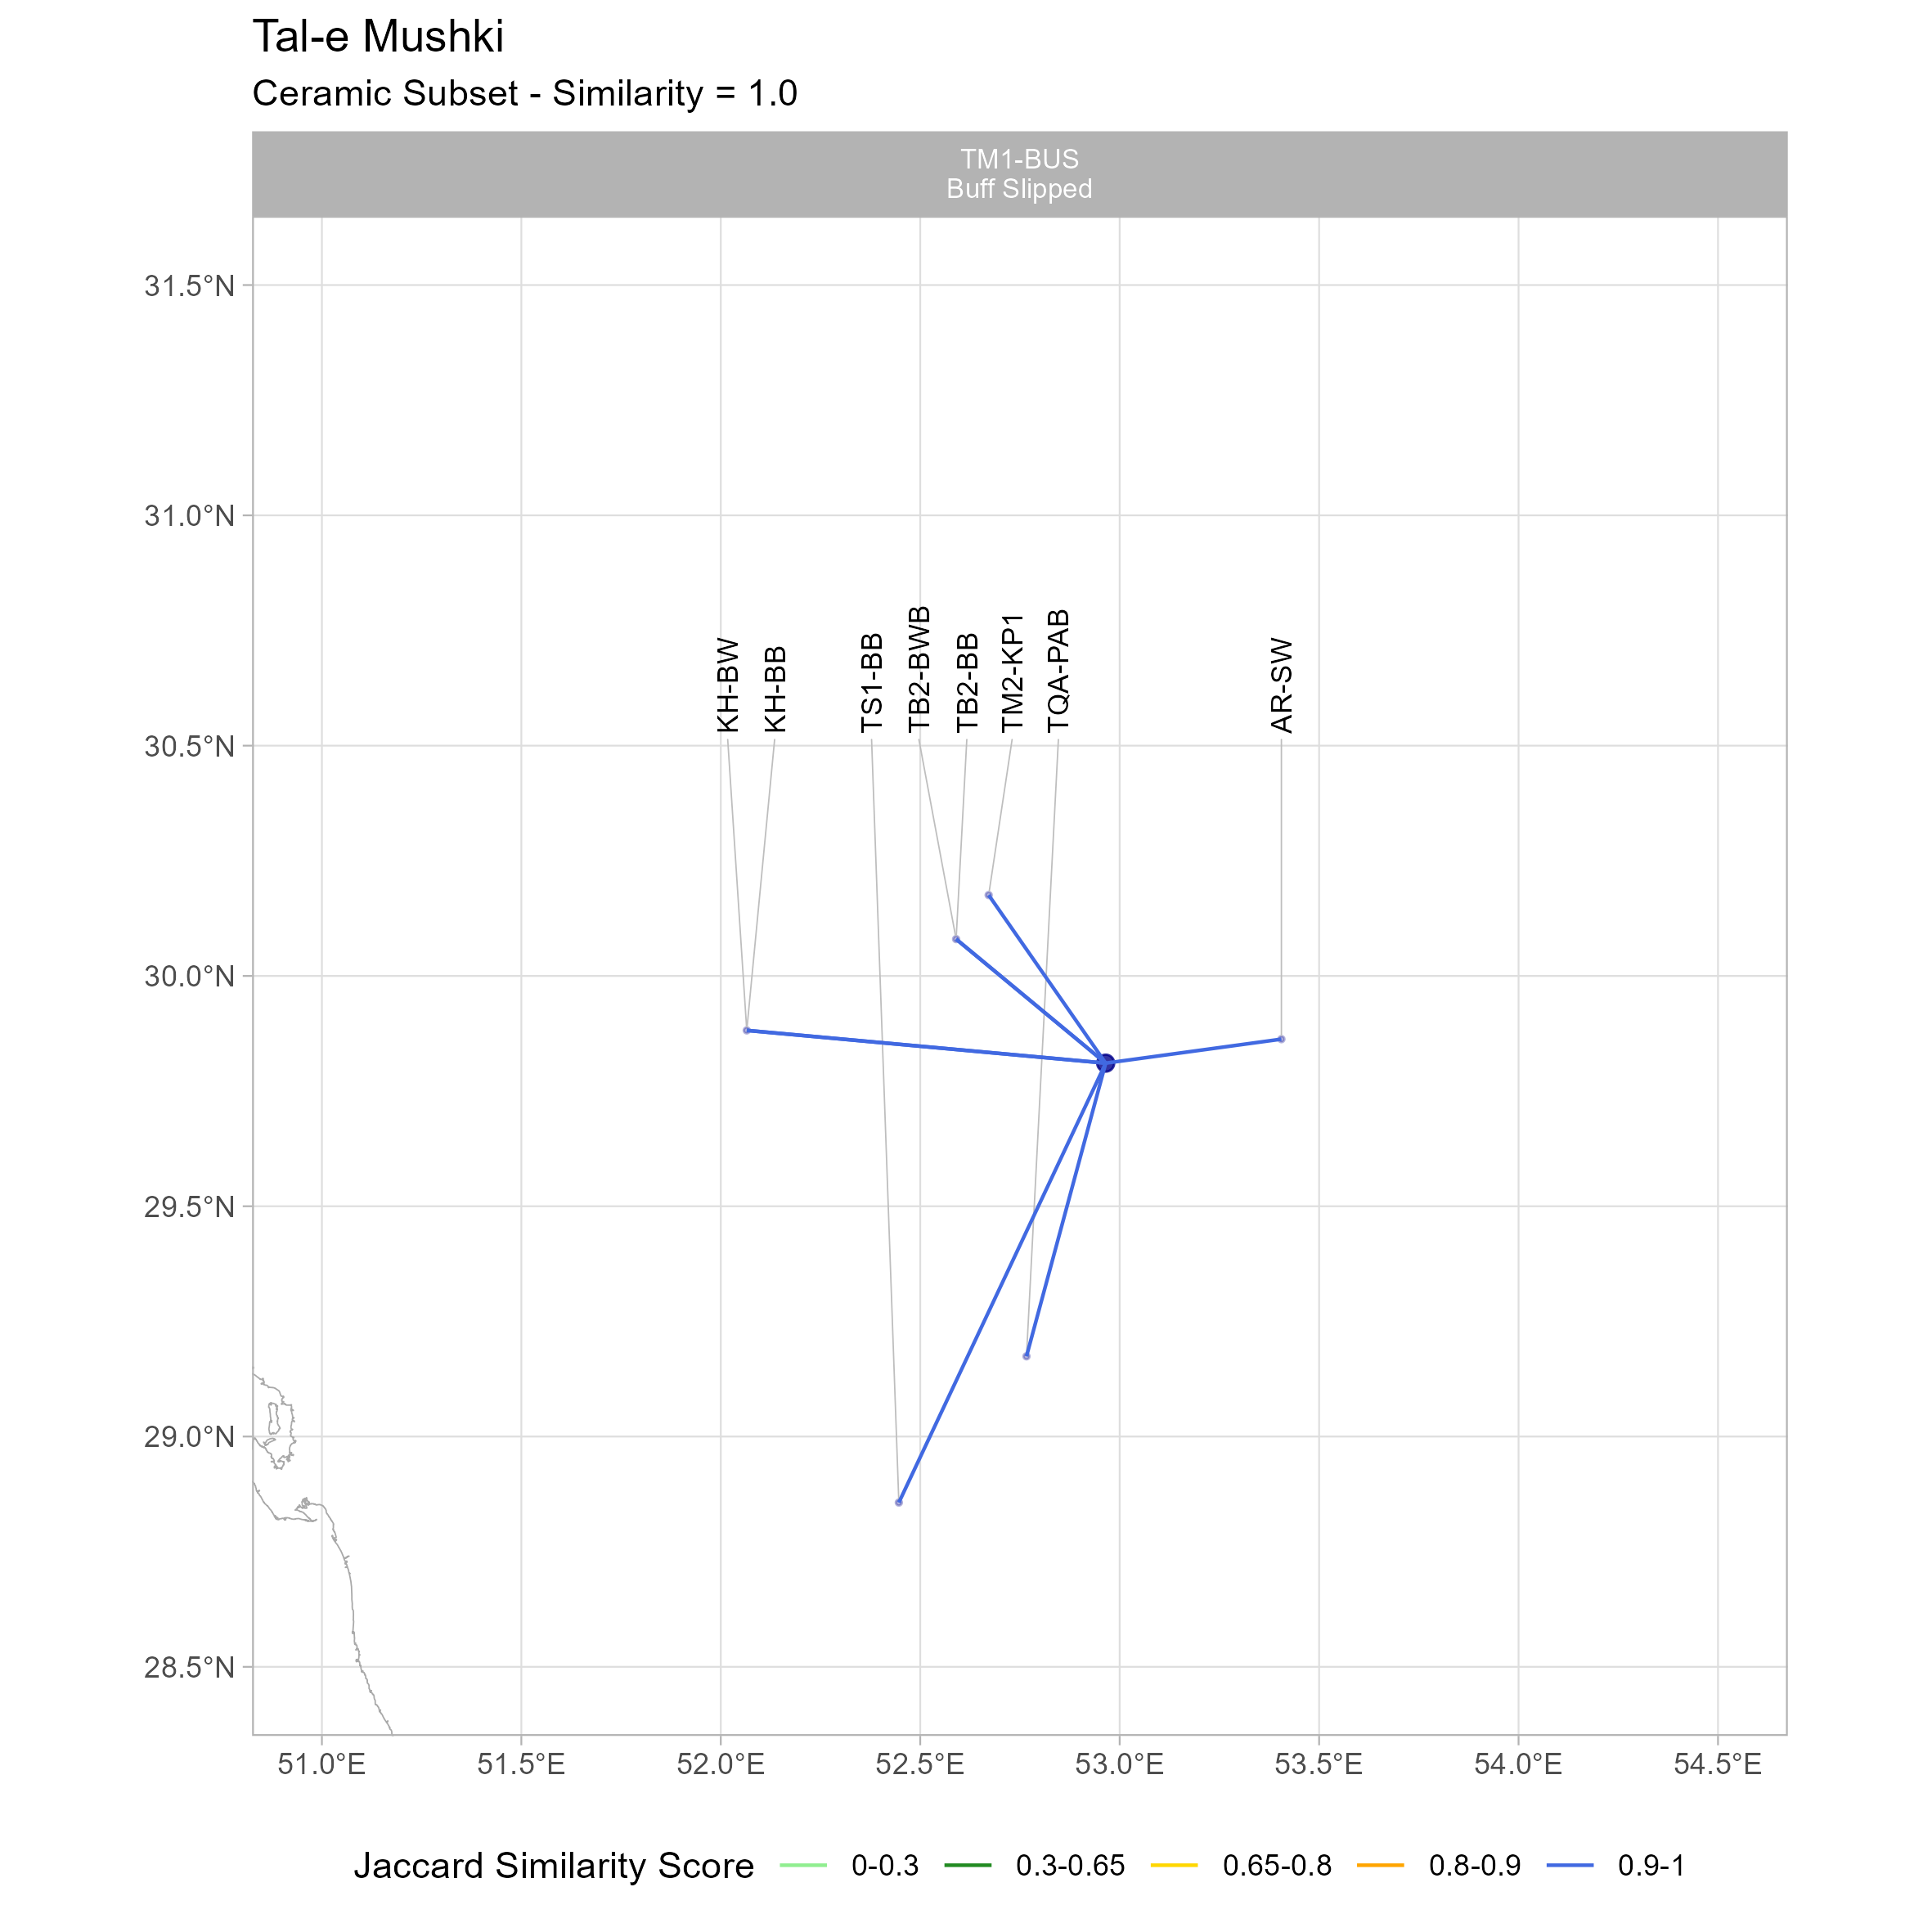 Tal-e Mushki
Ceramic Subset - Similarity = 1.0
TM1-BUS
Buff Slipped
31.5°N
31.0°N
30.5°N
30.0°N
29.5°N
29.0°N
28.5°N
KH-BW
KH-BB
TS1-BB
TB2-BWB
TB2-BB
TM2-KP1
TQA-PAB
AR-SW
51.0°E 51.5°E 52.0°E 52.5°E 53.0°E 53.5°E 54.0°E 54.5°E
Jaccard Similarity Score 0-0.3 0.3-0.65 0.65-0.8 0.8-0.9 0.9-1